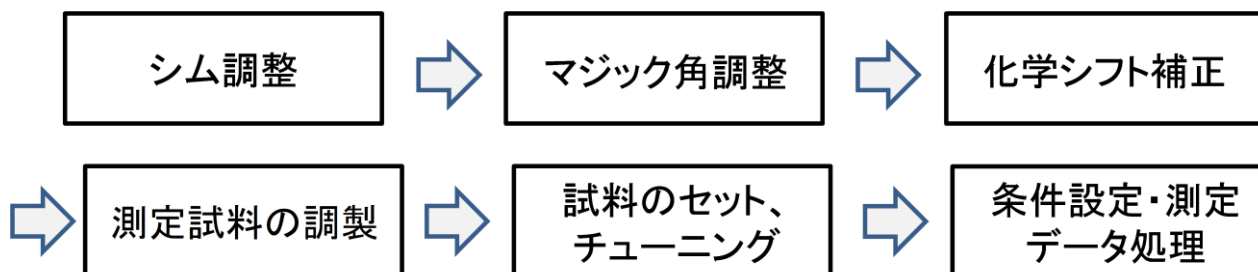 シム調整
マジック角調整
化学シフト補正
測定試料の調製
試料のセット、
チューニング
条件設定・測定
データ処理